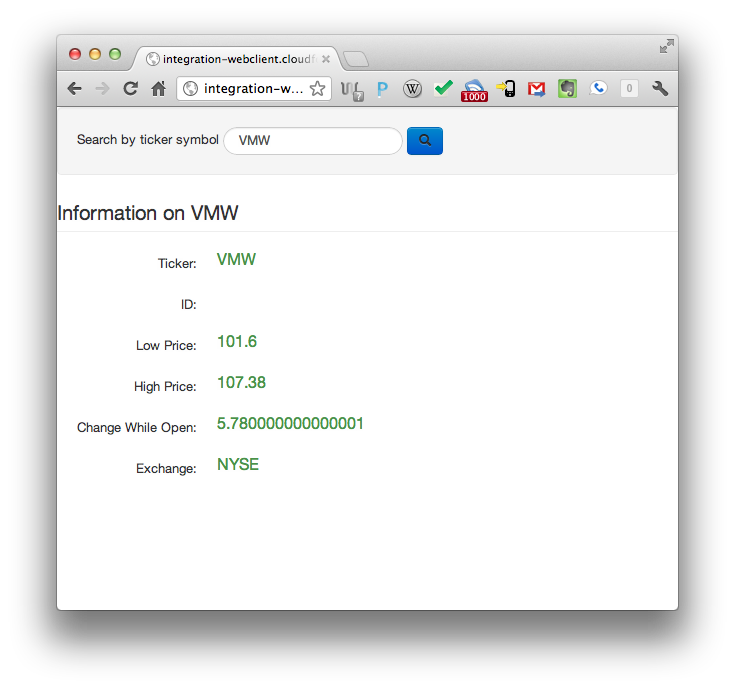 integration-webclient.cloudf
integration-w...
P
W
1000
0
Search by ticker symbol VMW
Information on VMW
Ticker: VMW
ID:
Low Price: 101.6
High Price: 107.38
Change While Open: 5.780000000000001
Exchange: NYSE